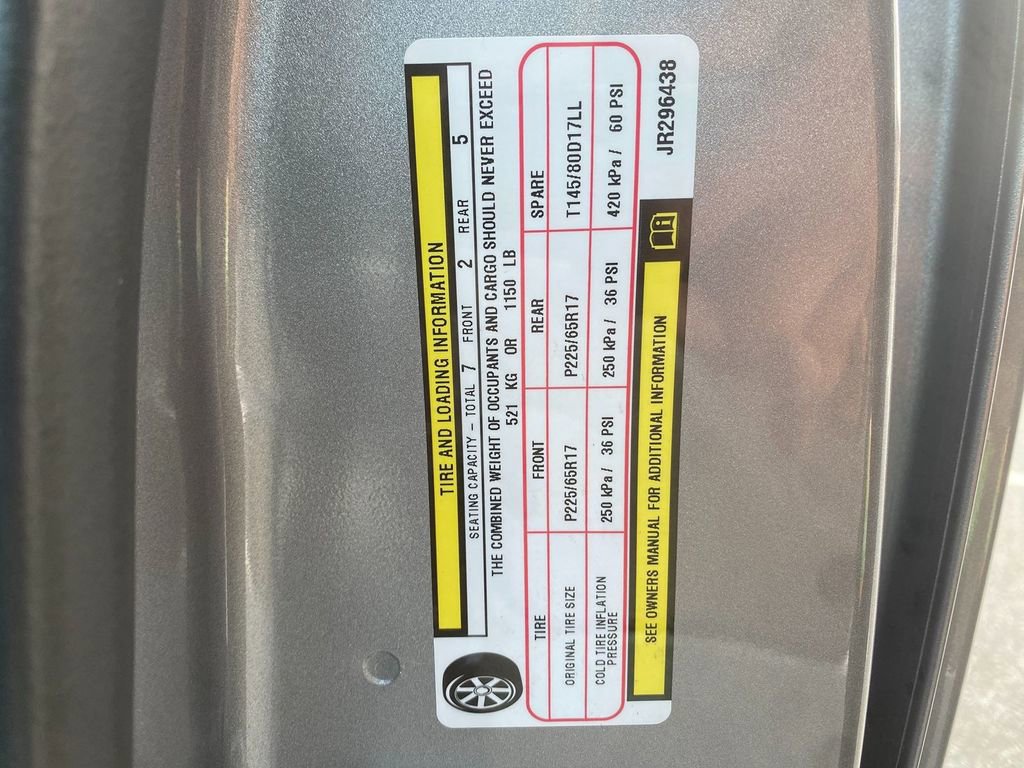 TIRE AND LOADING INFORMATION
SEATING CAPACITY – TOTAL 7 FRONT 2 REAR 5
THE COMBINED WEIGHT OF OCCUPANTS AND CARGO SHOULD NEVER EXCEED
521 KG OR 1150 LB
TIRE FRONT REAR SPARE
ORIGINAL TIRE SIZE P225/65R17 P225/65R17 T145/80D17LL
COLD TIRE INFLATION PRESSURE 250 kPa / 36 PSI 250 kPa / 36 PSI 420 kPa / 60 PSI
SEE OWNERS MANUAL FOR ADDITIONAL INFORMATION
JR296438